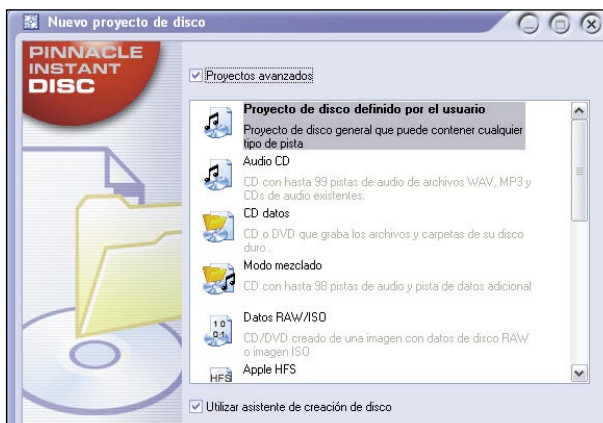 Nuevo proyecto de disco
PINNACLE
INSTANT
DISC
Proyectos avanzados
Proyecto de disco definido por el usuario
Proyecto de disco general que puede contener cualquier
tipo de pista
Audio CD
CD con hasta 99 pistas de audio de archivos WAV, MP3 y
CDs de audio existentes.
CD datos
CD o DVD que graba los archivos y carpetas de su disco
duro .
Modo mezclado
CD con hasta 98 pistas de audio y pista de datos adicional
10
01
Datos RAW/ISO
CD/DVD creado de una imagen con datos de disco RAW
o imagen ISO
HFS
Apple HFS
Utilizar asistente de creación de disco